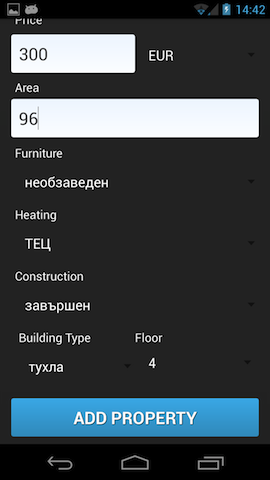 14:42
Price
300 EUR
Area
96
Furniture
необзаведен
Heating
ТЕЦ
Construction
завършен
Building Type Floor
тухла 4
ADD PROPERTY